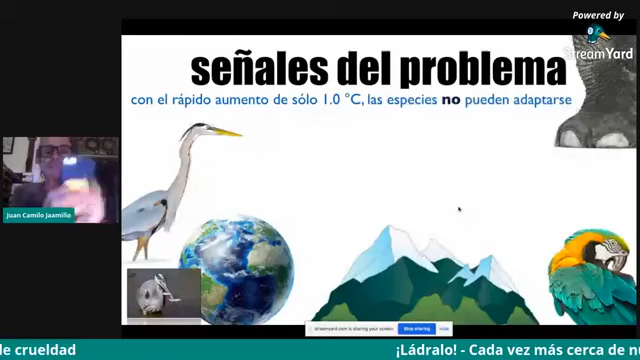 Powered by
StreamYard
señales del problema
con el rápido aumento de sólo 1.0 °C, las especies no pueden adaptarse
Juan Camilo Jaamillo
streamyard.com is sharing your screen.
Stop sharing
Hide
de crueldad
¡Ládralo! - Cada vez más cerca de n